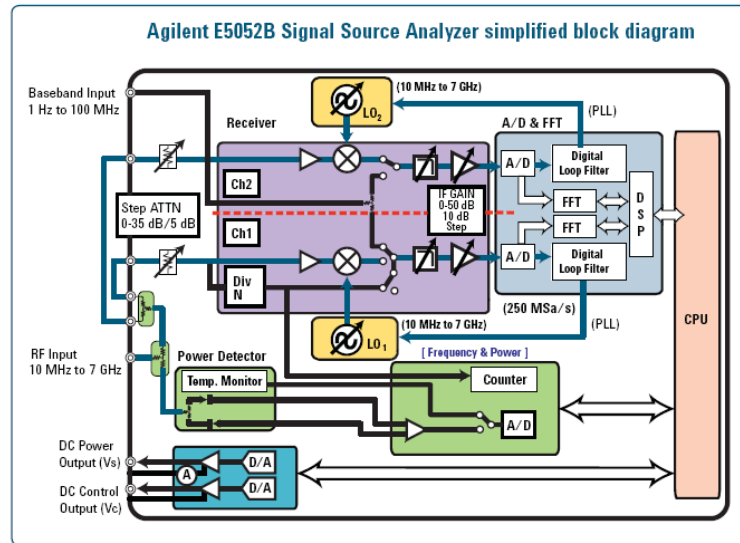 Agilent E5052B Signal Source Analyzer simplified block diagram
Baseband Input
1 Hz to 100 MHz
(10 MHz to 7 GHz)
LO2
(PLL)
Receiver
A/D & FFT
A/D
Digital
Loop Filter
Ch2
FFT
Step ATTN
0-35 dB/5 dB
IF GAIN
0-50 dB
10 dB
Step
D
S
P
Ch1
FFT
A/D
Digital
Loop Filter
Div
N
(250 MSa/s)
CPU
(10 MHz to 7 GHz)
LO1
(PLL)
RF Input
10 MHz to 7 GHz
Power Detector
[ Frequency & Power ]
Temp. Monitor
Counter
A/D
DC Power
Output (Vs)
A
D/A
DC Control
Output (Vc)
D/A